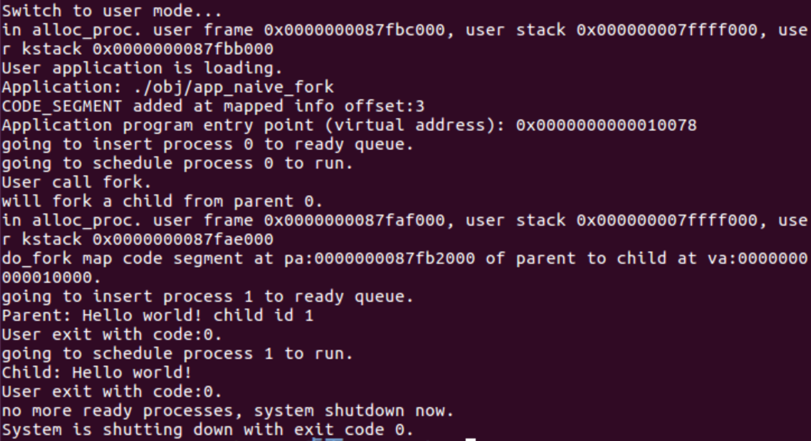 Switch to user mode...
in alloc_proc. user frame 0x0000000087fbc000, user stack 0x000000007ffff000, use
r kstack 0x0000000087fbb000
User application is loading.
Application: ./obj/app_naive_fork
CODE_SEGMENT added at mapped info offset:3
Application program entry point (virtual address): 0x0000000000010078
going to insert process 0 to ready queue.
going to schedule process 0 to run.
User call fork.
will fork a child from parent 0.
in alloc_proc. user frame 0x0000000087faf000, user stack 0x000000007ffff000, use
r kstack 0x0000000087fae000
do_fork map code segment at pa:0000000087fb2000 of parent to child at va:0000000
000010000.
going to insert process 1 to ready queue.
Parent: Hello world! child id 1
User exit with code:0.
going to schedule process 1 to run.
Child: Hello world!
User exit with code:0.
no more ready processes, system shutdown now.
System is shutting down with exit code 0.